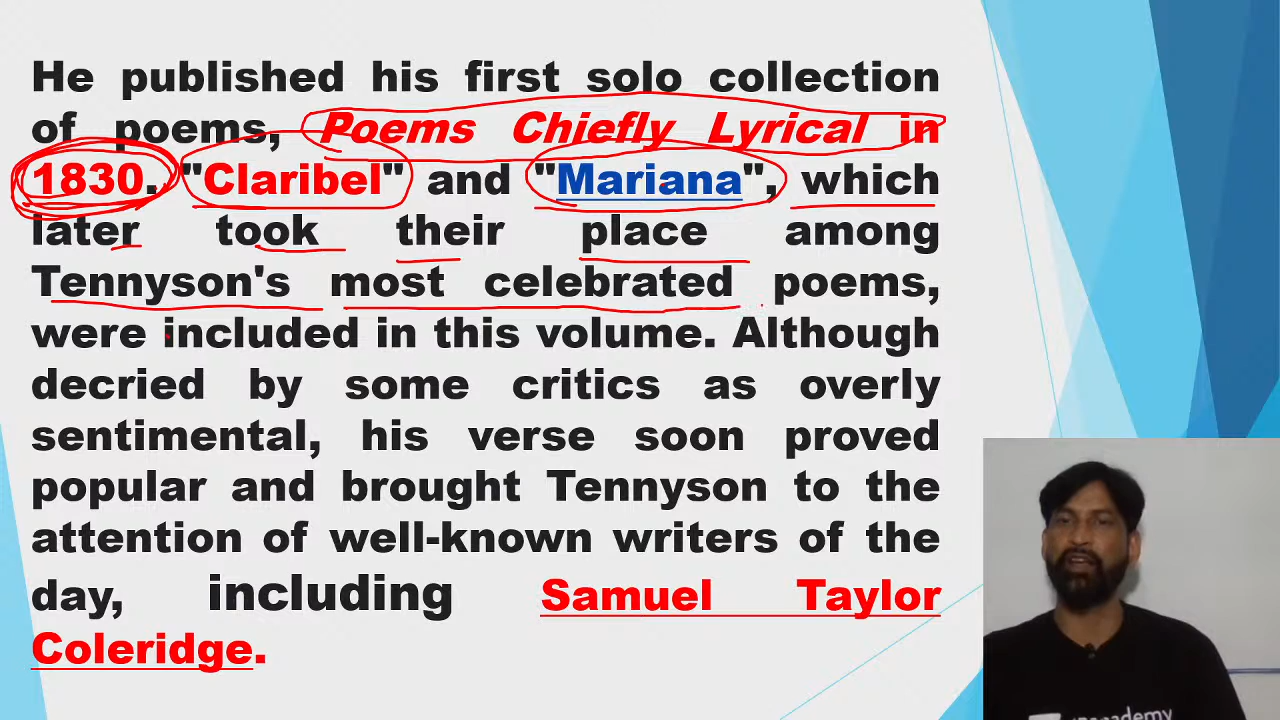 He published his first solo collection
of poems, Poems Chiefly Lyrical in
1830. "Claribel" and "Mariana", which
later took their place among
Tennyson's most celebrated poems,
were included in this volume. Although
decried by some critics as overly
sentimental, his verse soon proved
popular and brought Tennyson to the
attention of well-known writers of the
day, including Samuel Taylor
Coleridge.